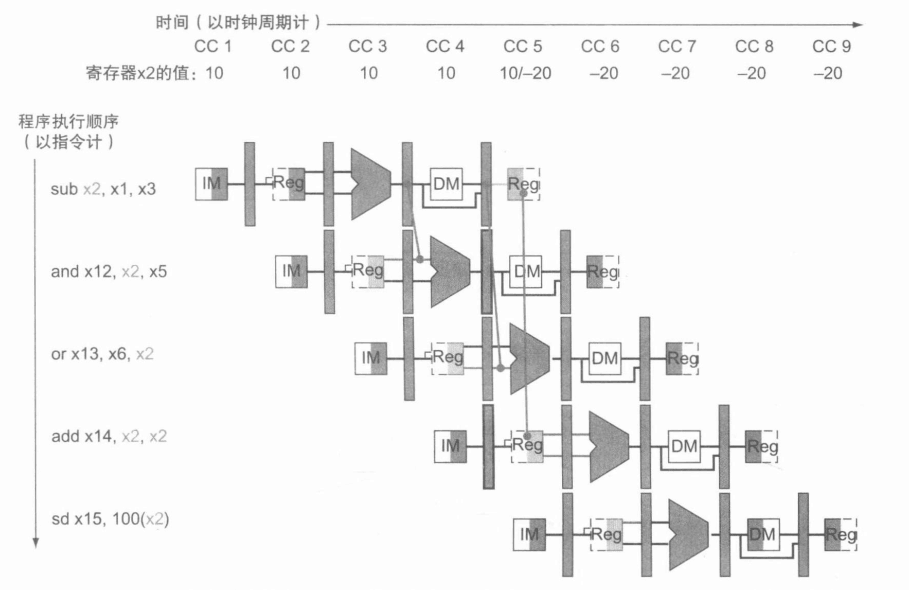 时间（以时钟周期计）
CC 1 CC 2 CC 3 CC 4 CC 5 CC 6 CC 7 CC 8 CC 9
寄存器x2的值：10 10 10 10 10/–20 –20 –20 –20 –20
程序执行顺序
（以指令计）
sub x2, x1, x3
IM Reg DM Reg
and x12, x2, x5
IM Reg DM Reg
or x13, x6, x2
IM Reg DM Reg
add x14, x2, x2
IM Reg DM Reg
sd x15, 100(x2)
IM Reg DM Reg